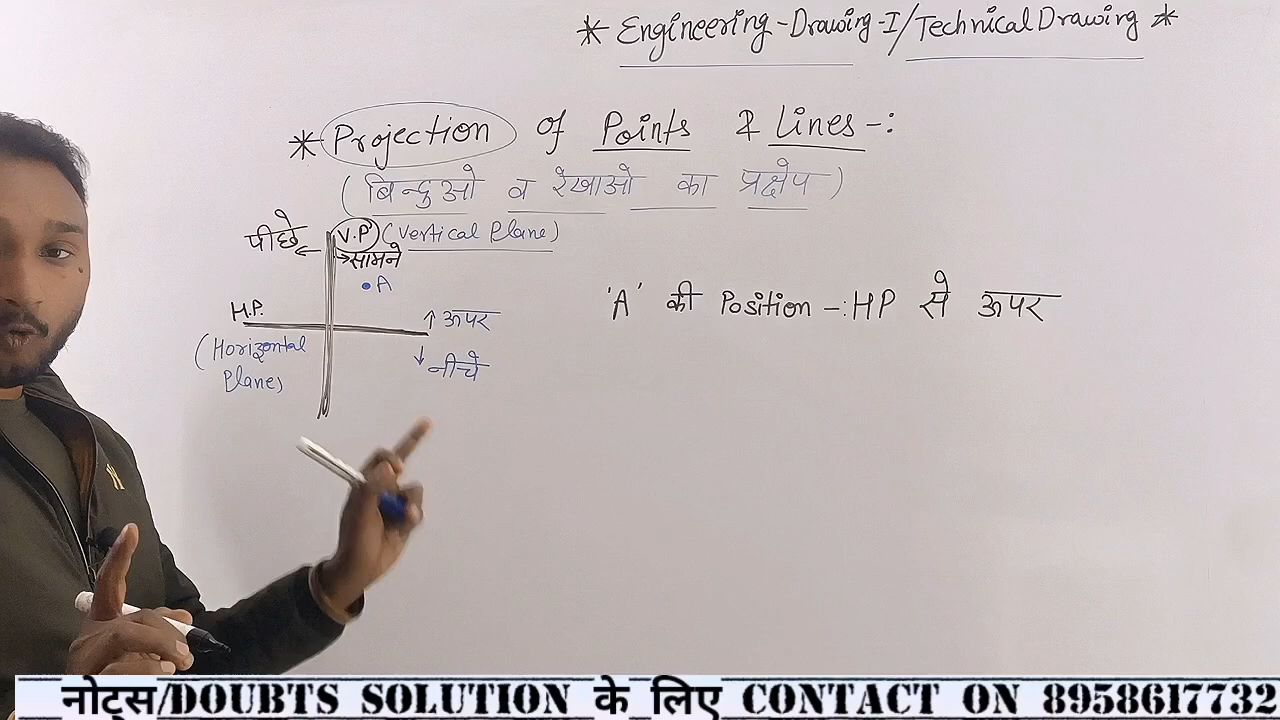 * Engineering-Drawing-I/Technical Drawing *
* Projection of Points & Lines-:
(बिन्दुओ व रेखाओ का प्रक्षेप)
पीछे ← V.P. (Vertical Plane)
→सामने
•A
'A' की Position -: HP से ऊपर
H.P. ↑ ऊपर
(Horizontal
Plane)
↓ नीचे
नोट्स/DOUBTS SOLUTION के लिए CONTACT ON 8958617732